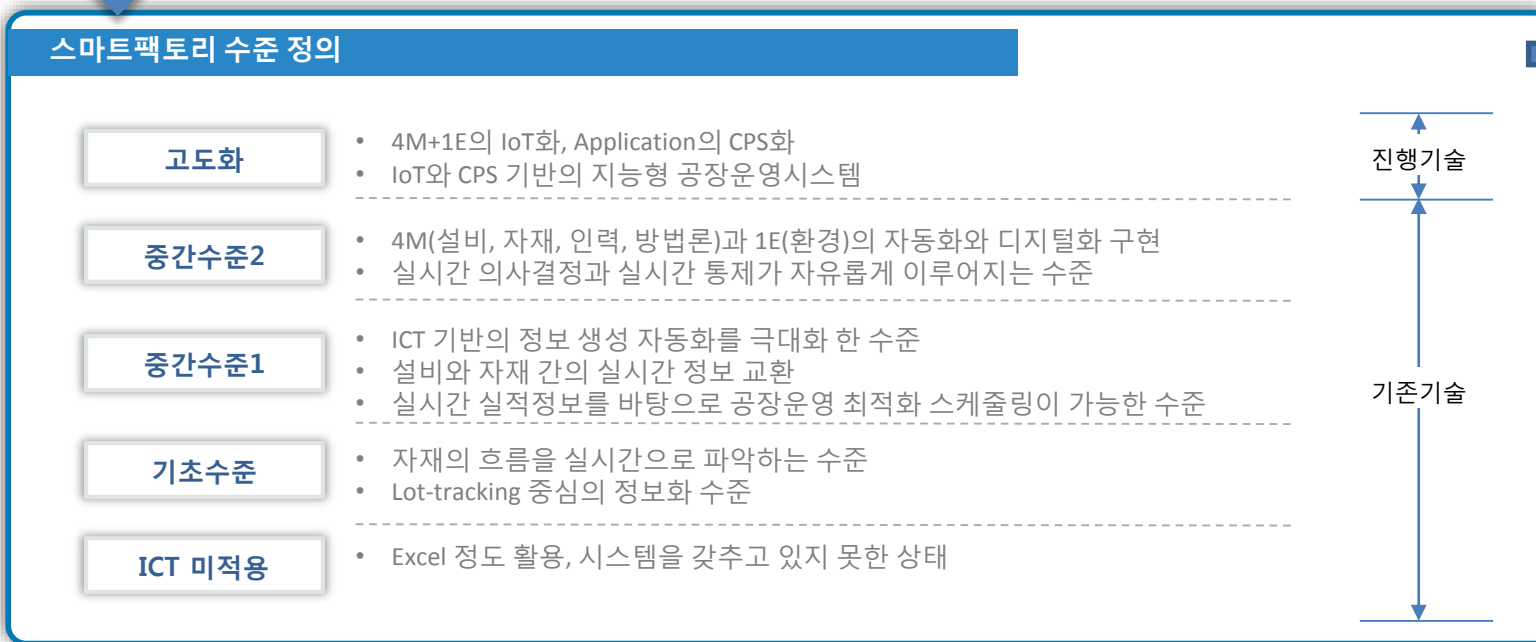 스마트팩토리 수준 정의
고도화
• 4M+1E의 IoT화, Application의 CPS화
• IoT와 CPS 기반의 지능형 공장운영시스템
진행기술
중간수준2
• 4M(설비, 자재, 인력, 방법론)과 1E(환경)의 자동화와 디지털화 구현
• 실시간 의사결정과 실시간 통제가 자유롭게 이루어지는 수준
중간수준1
• ICT 기반의 정보 생성 자동화를 극대화 한 수준
• 설비와 자재 간의 실시간 정보 교환
• 실시간 실적정보를 바탕으로 공장운영 최적화 스케줄링이 가능한 수준
기존기술
기초수준
• 자재의 흐름을 실시간으로 파악하는 수준
• Lot-tracking 중심의 정보화 수준
ICT 미적용
• Excel 정도 활용, 시스템을 갖추고 있지 못한 상태